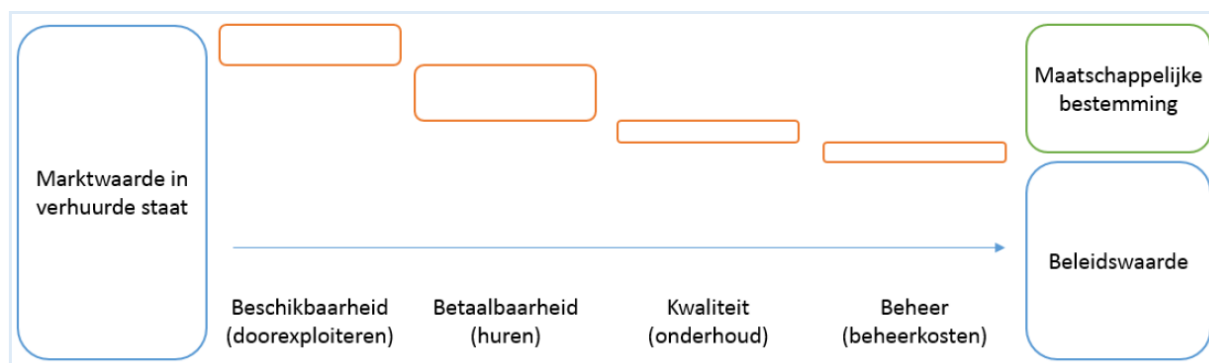 Marktwaarde in
verhuurde staat
Beschikbaarheid
(doorexploiteren)
Betaalbaarheid
(huren)
Kwaliteit
(onderhoud)
Beheer
(beheerkosten)
Maatschappelijke
bestemming
Beleidswaarde